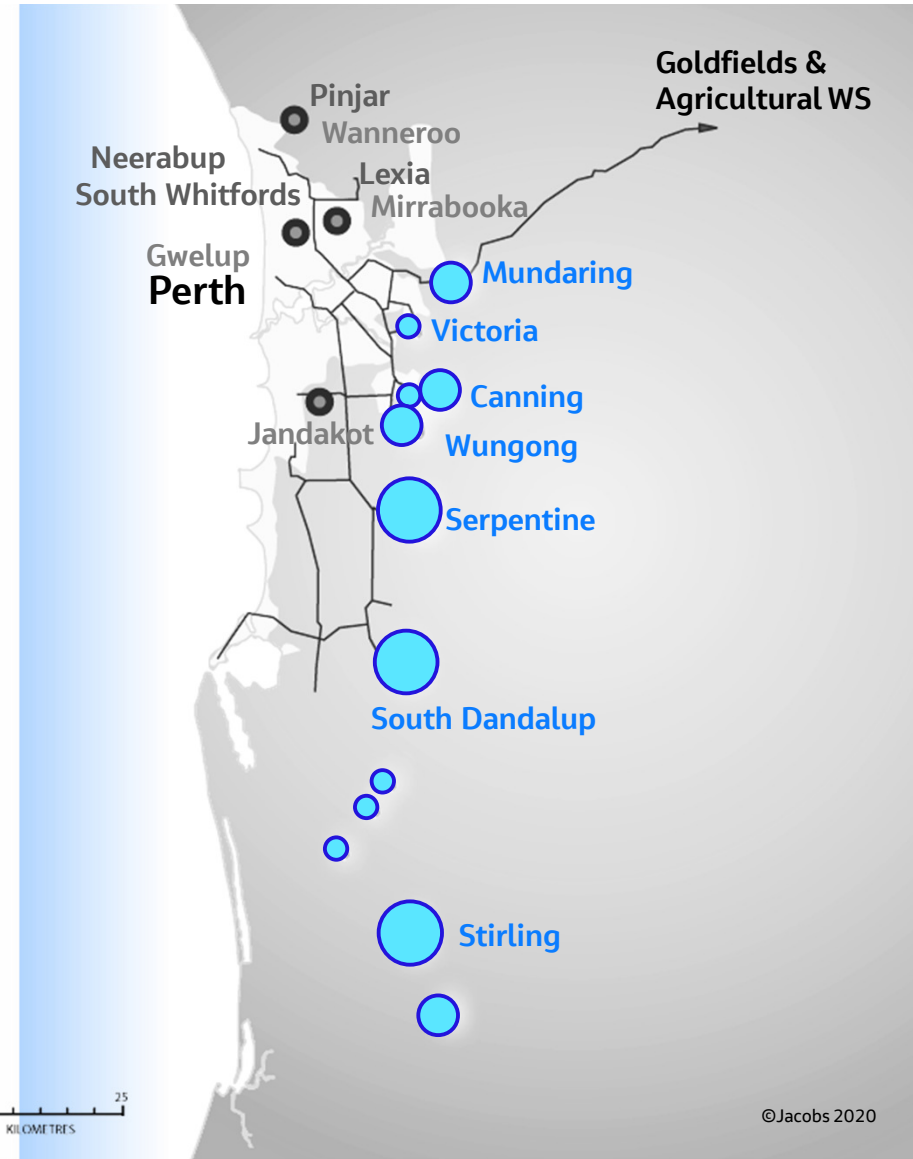 Goldfields &
Agricultural WS
Pinjar
Wanneroo
Neerabup
Lexia
South Whitfords
Mirrabooka
Gwelup
Perth
Mundaring
Victoria
Canning
Jandakot
Wungong
Serpentine
South Dandalup
Stirling
25
KILOMETRES
©Jacobs 2020